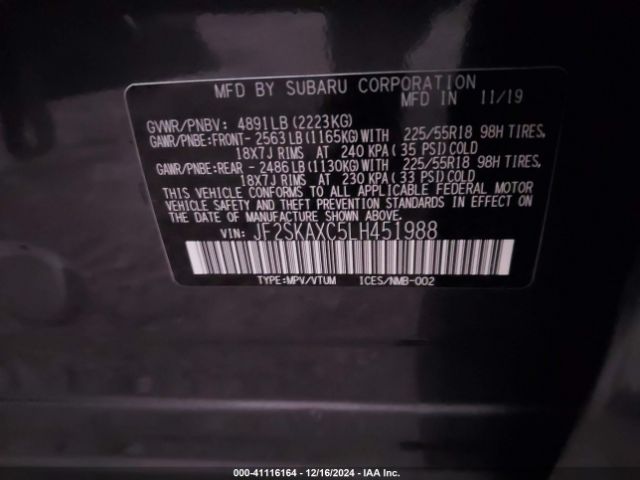 MFD BY SUBARU CORPORATION
MFD IN 11/19
GVWR/PNBV: 4891LB(2223KG)
GAWR/PNBE:FRONT-2563LB(1165KG)WITH 225/55R18 98H TIRES,
18X7J RIMS AT 240 KPA(35 PSI)COLD
GAWR/PNBE:REAR -2486LB(1130KG)WITH 225/55R18 98H TIRES,
18X7J RIMS AT 230 KPA(33 PSI)COLD
THIS VEHICLE CONFORMS TO ALL APPLICABLE FEDERAL MOTOR
VEHICLE SAFETY, BUMPER, AND THEFT PREVENTION STANDARDS IN EFFECT
ON THE DATE OF MANUFACTURE SHOWN ABOVE.
VIN: JF2SKAXC5LH451988
TYPE:MPV/VTUM ICES/NMB-002
000-41116164 - 12/16/2024 - IAA Inc.